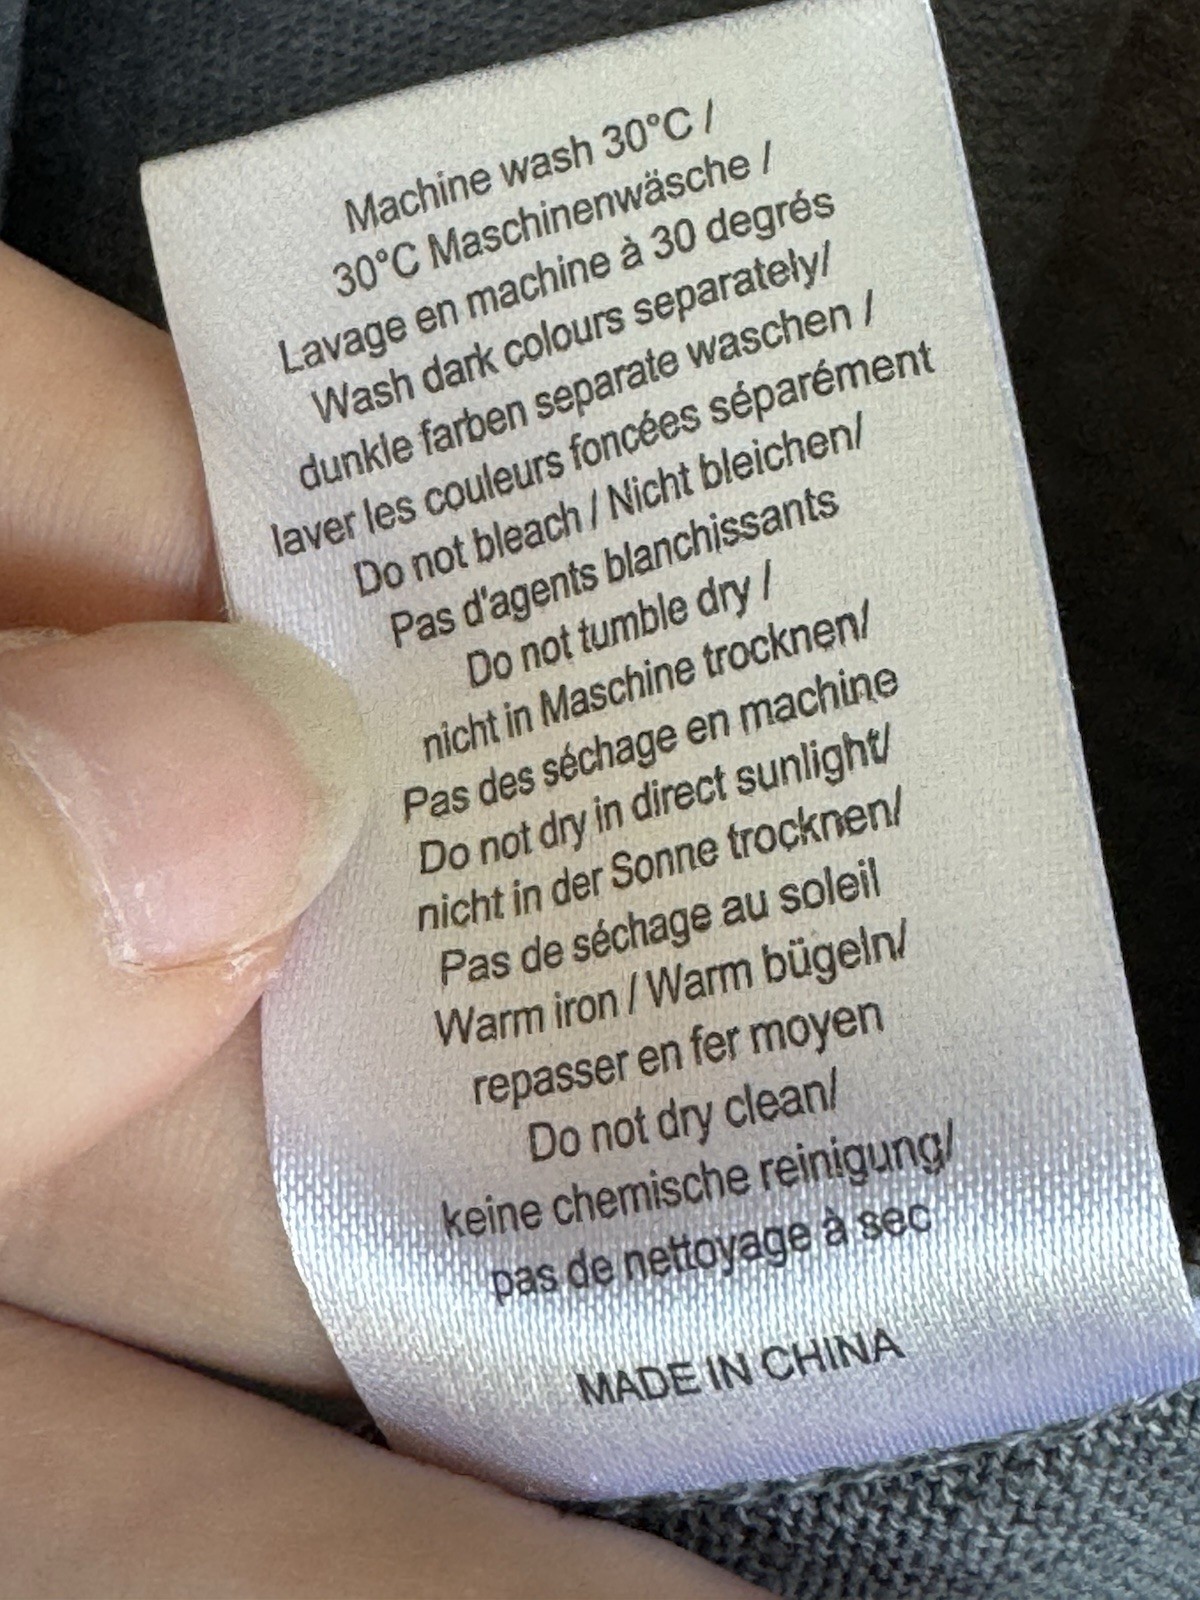 Machine wash 30°C /
30°C Maschinenwäsche /
Lavage en machine à 30 degrés
Wash dark colours separately/
dunkle farben separate waschen /
laver les couleurs foncées séparément
Do not bleach / Nicht bleichen/
Pas d'agents blanchissants
Do not tumble dry /
nicht in Maschine trocknen/
Pas des séchage en machine
Do not dry in direct sunlight/
nicht in der Sonne trocknen/
Pas de séchage au soleil
Warm iron / Warm bügeln/
repasser en fer moyen
Do not dry clean/
keine chemische reinigung/
pas de nettoyage à sec
MADE IN CHINA